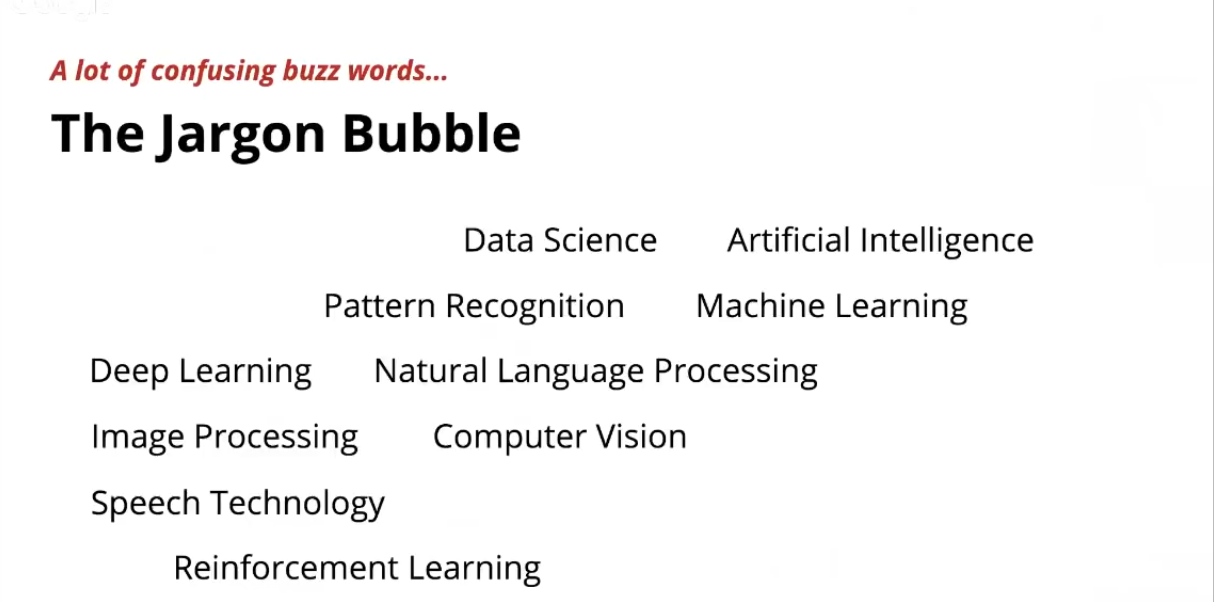 A lot of confusing buzz words...
The Jargon Bubble
Data Science Artificial Intelligence
Pattern Recognition Machine Learning
Deep Learning Natural Language Processing
Image Processing Computer Vision
Speech Technology
Reinforcement Learning